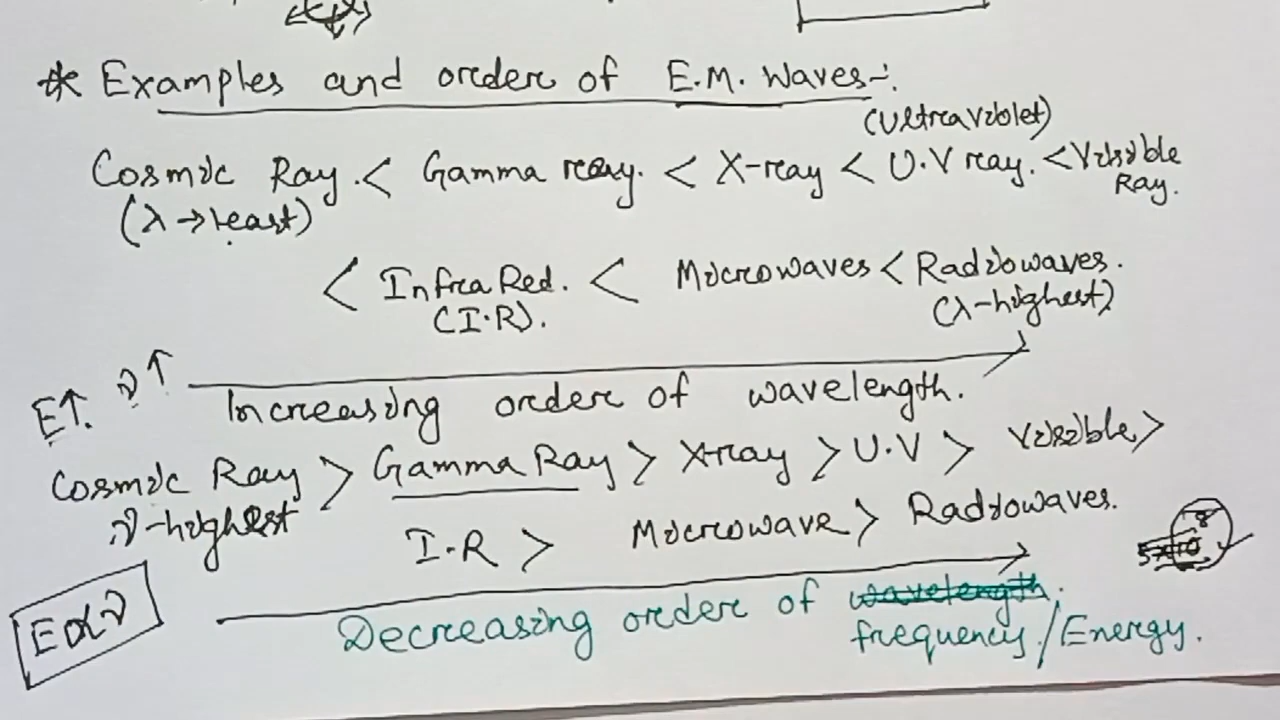 * Examples and order of E.M. Waves:-
(Ultraviolet)
Cosmic Ray. < Gamma ray. < X-ray < U.V ray. < Visible Ray.
(λ→least)
< Infra Red. < Microwaves < Radiowaves.
(I.R). (λ-highest)
E↑. ν↑
Increasing order of wavelength.
Cosmic Ray > Gamma Ray > X-ray > U.V > Visible >
ν-highest
I.R > Microwave > Radiowaves.
E∝ν
Decreasing order of frequency/Energy.